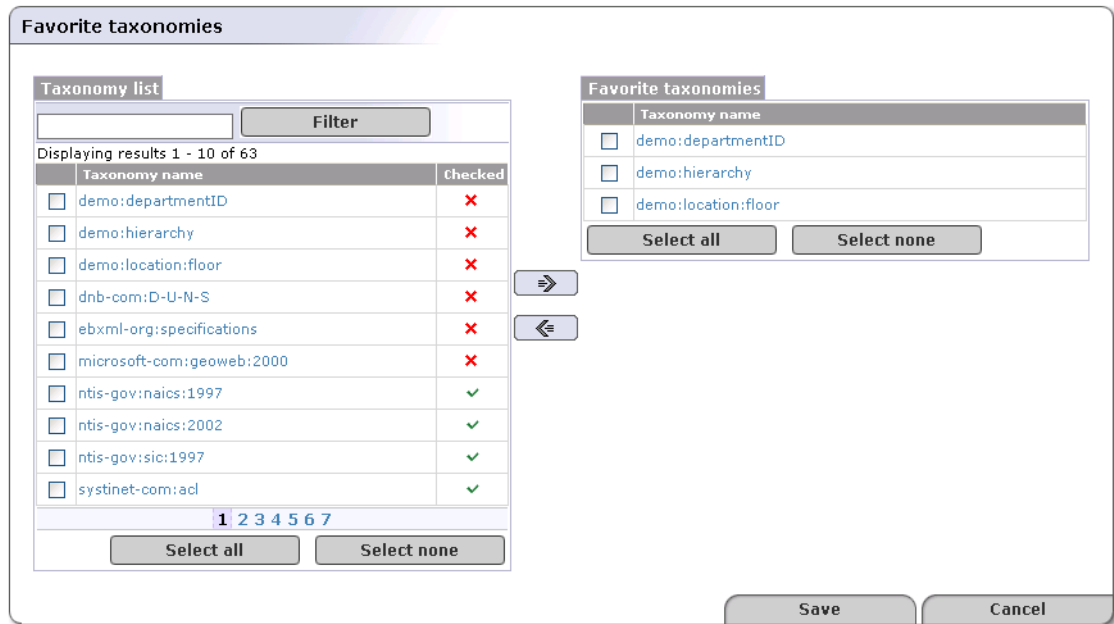 Favorite taxonomies
Taxonomy list
Filter
Displaying results 1 - 10 of 63
Taxonomy name Checked
demo:departmentID
demo:hierarchy
demo:location:floor
dnb-com:D-U-N-S
ebxml-org:specifications
microsoft-com:geoweb:2000
ntis-gov:naics:1997
ntis-gov:naics:2002
ntis-gov:sic:1997
systinet-com:acl
1 2 3 4 5 6 7
Select all Select none
Favorite taxonomies
Taxonomy name
demo:departmentID
demo:hierarchy
demo:location:floor
Select all Select none
Save Cancel